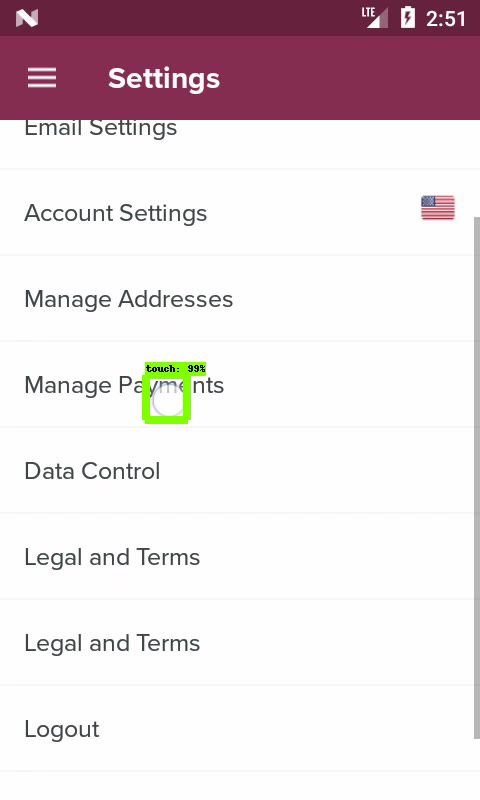 LTE 2:51
Settings
Email Settings
Account Settings
Manage Addresses
touch: 99%
Manage Payments
Data Control
Legal and Terms
Legal and Terms
Logout